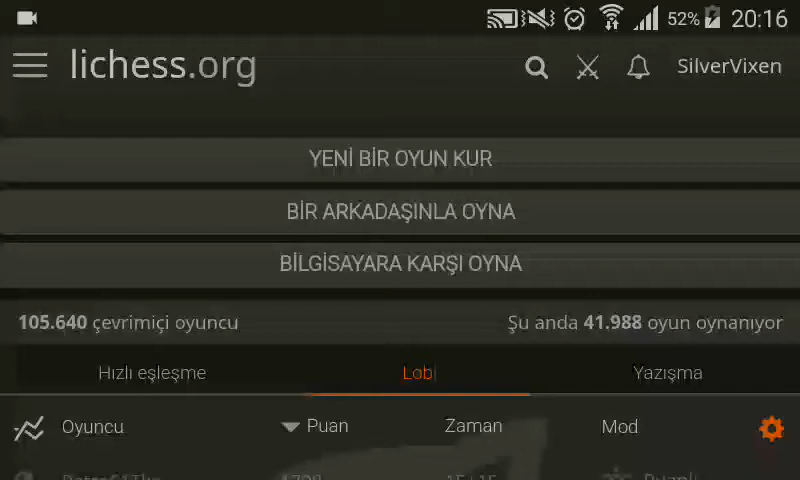 52% 20:16
lichess.org SilverVixen
YENİ BİR OYUN KUR
BİR ARKADAŞINLA OYNA
BİLGİSAYARA KARŞI OYNA
105.640 çevrimiçi oyuncu Şu anda 41.988 oyun oynanıyor
Hızlı eşleşme Lobi Yazışma
Oyuncu Puan Zaman Mod